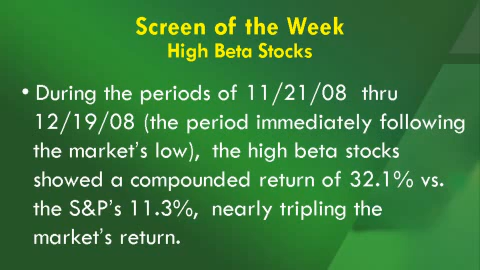 Screen of the Week
High Beta Stocks
• During the periods of 11/21/08 thru
12/19/08 (the period immediately following
the market's low), the high beta stocks
showed a compounded return of 32.1% vs.
the S&P's 11.3%, nearly tripling the
market's return.